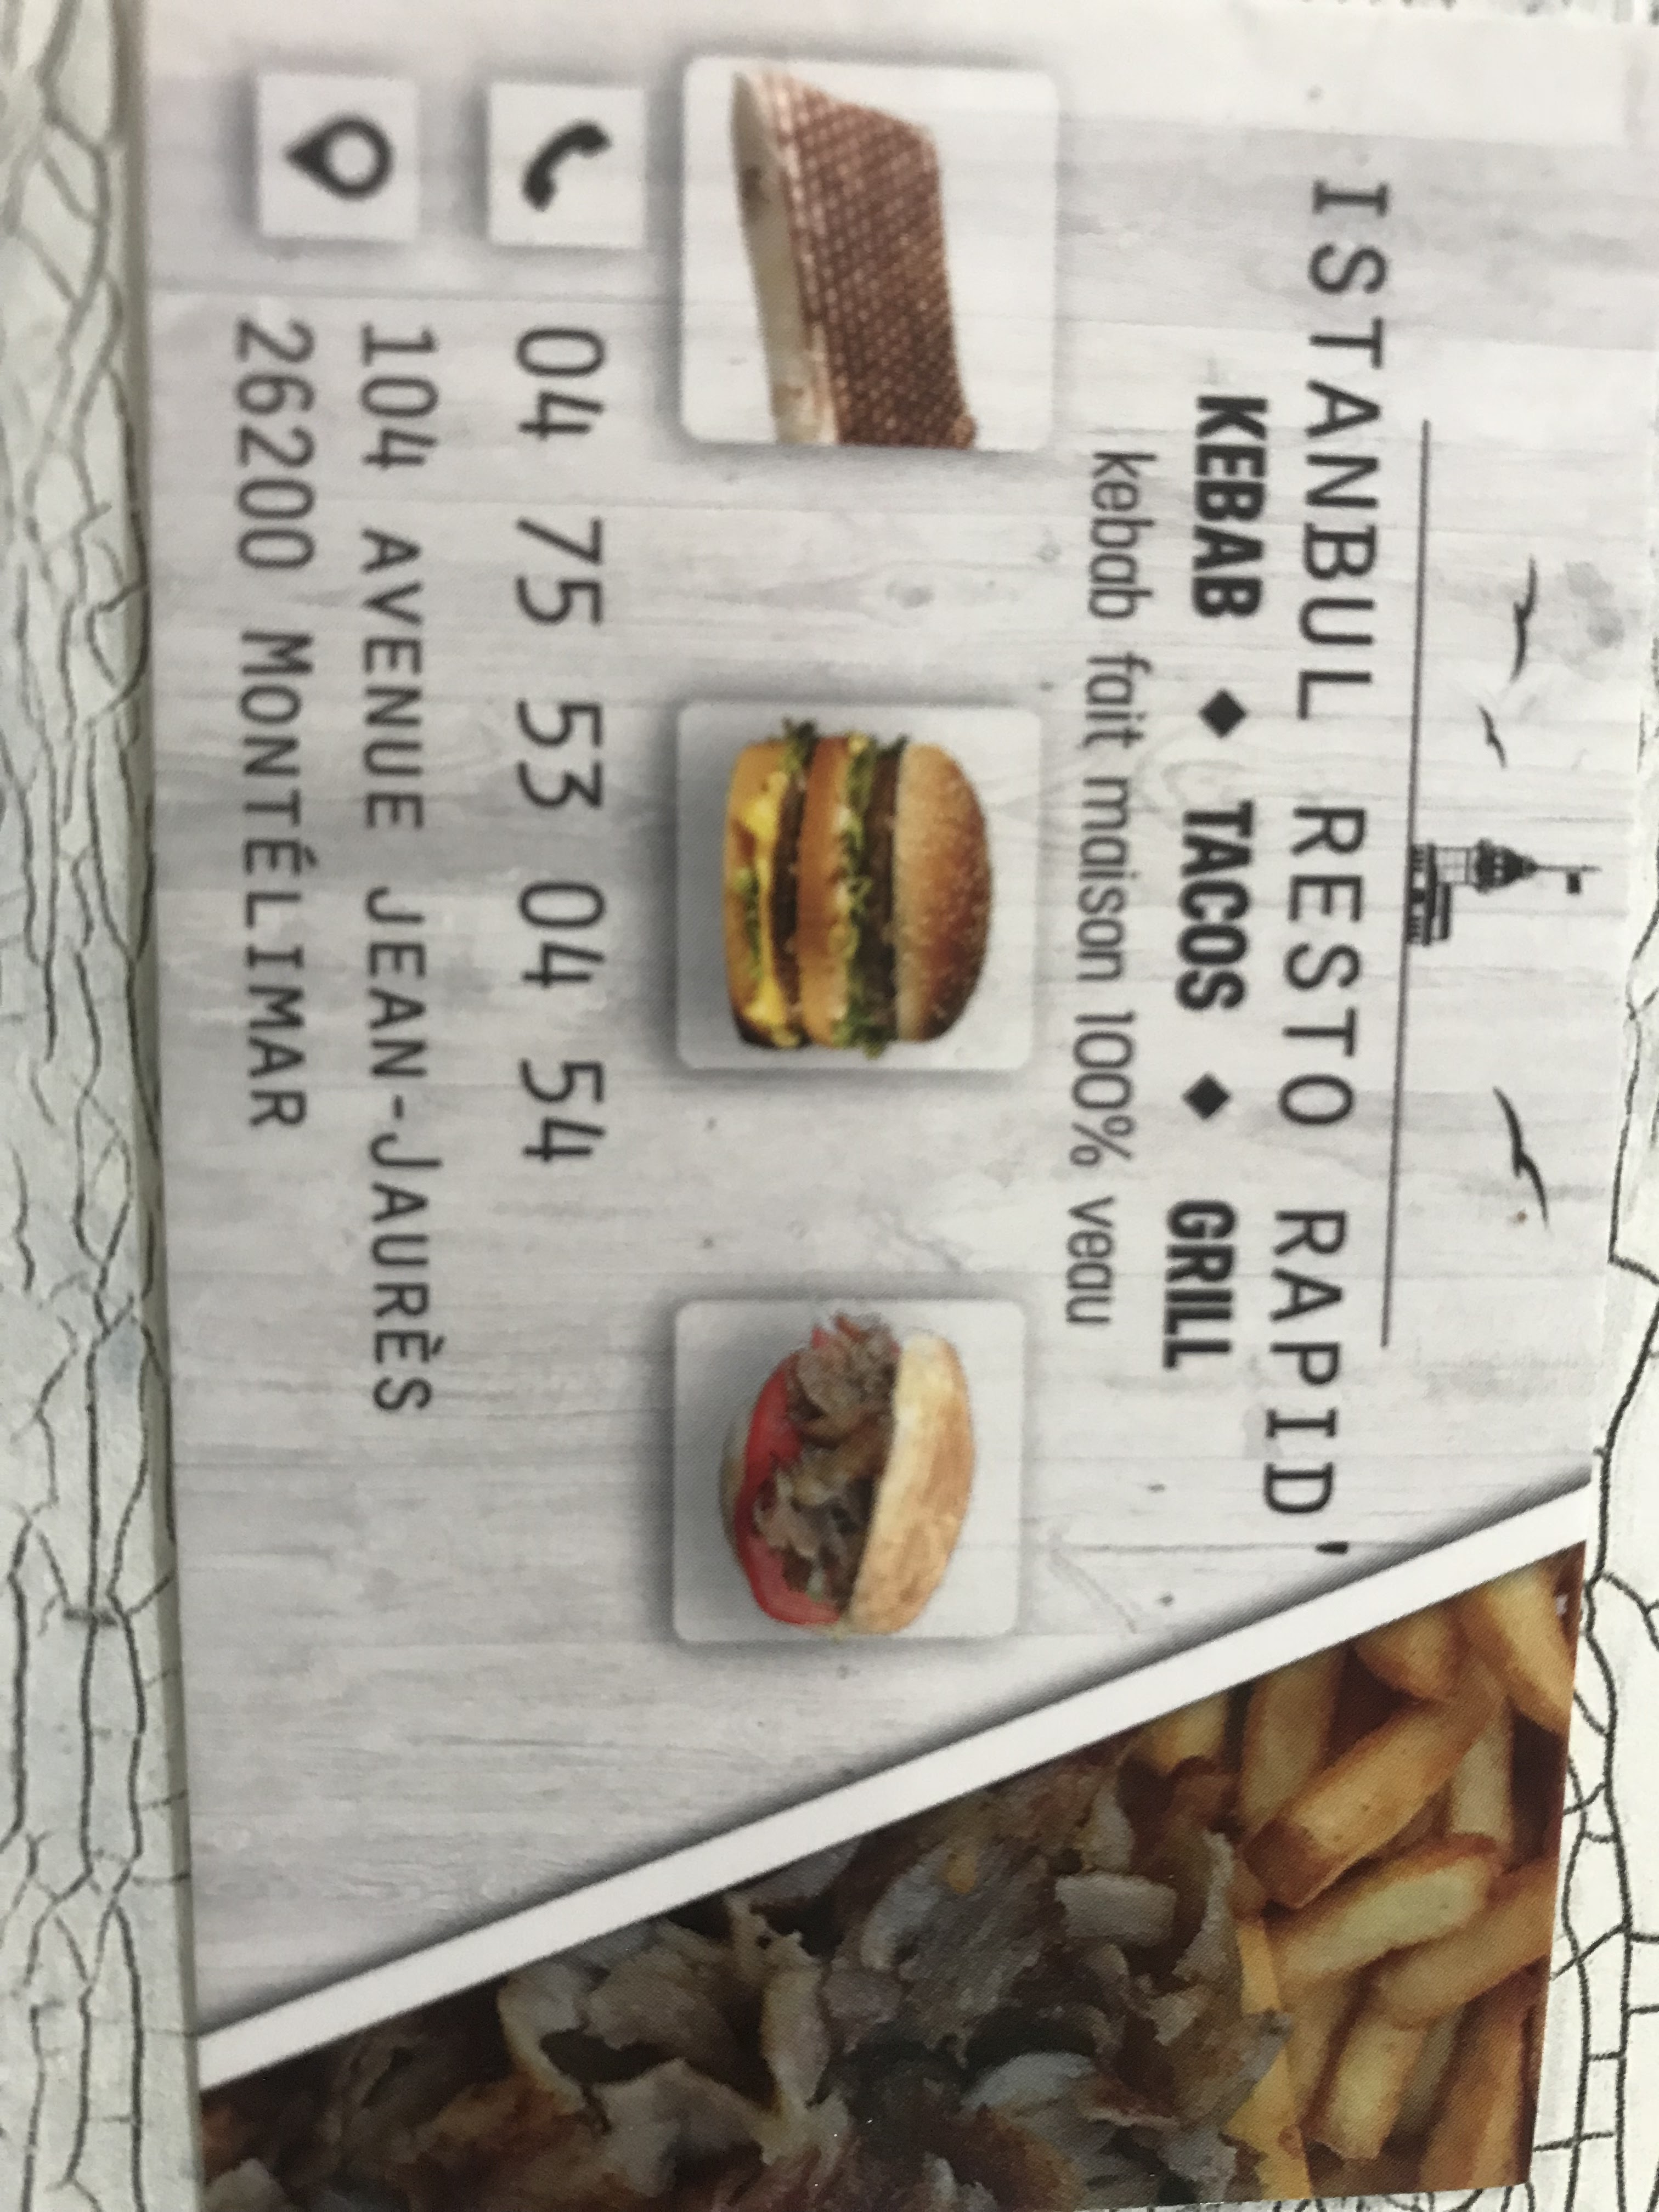 ISTANBUL RESTO RAPID'
KEBAB ◆ TACOS ◆ GRILL
kebab fait maison 100% veau
04 75 53 04 54
104 AVENUE JEAN-JAURÈS
26200 MONTÉLIMAR